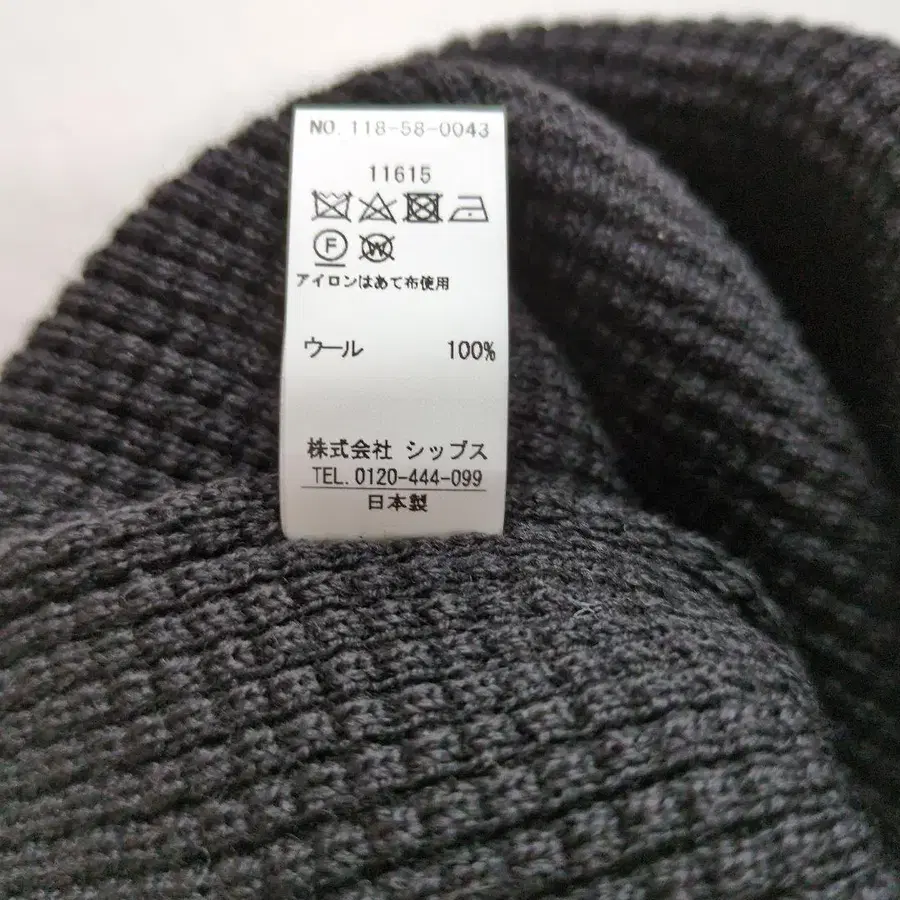 NO. 118-58-0043
11615
F W
アイロンはあて布使用
ウール 100%
株式会社 シップス
TEL. 0120-444-099
日本製